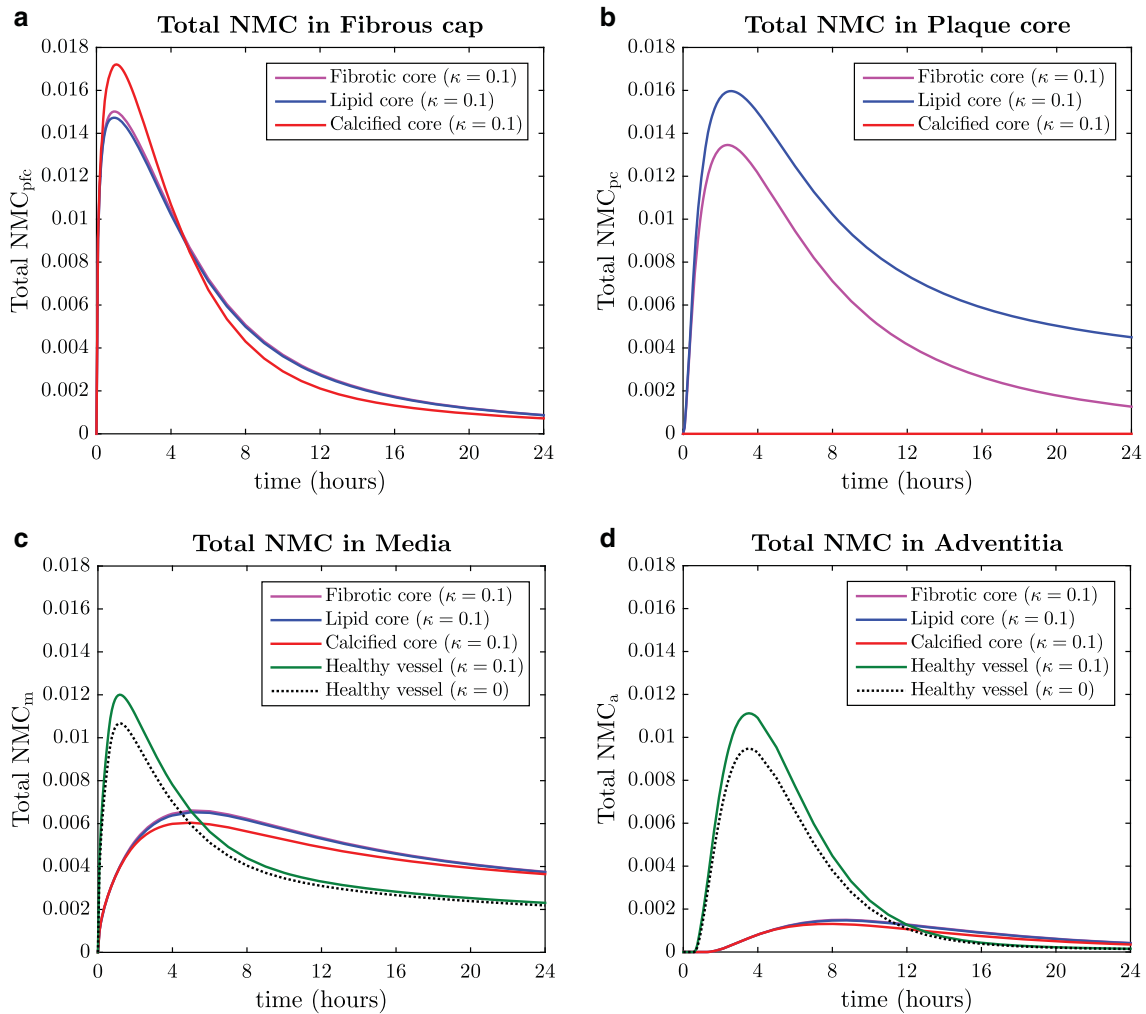 a
Total NMC in Fibrous cap
0.018
0.016
0.014
0.012
0.01
0.008
0.006
0.004
0.002
0
Total NMC_pfc
Fibrotic core (κ = 0.1)
Lipid core (κ = 0.1)
Calcified core (κ = 0.1)
0 4 8 12 16 20 24
time (hours)
b
Total NMC in Plaque core
0.018
0.016
0.014
0.012
0.01
0.008
0.006
0.004
0.002
0
Total NMC_pc
Fibrotic core (κ = 0.1)
Lipid core (κ = 0.1)
Calcified core (κ = 0.1)
0 4 8 12 16 20 24
time (hours)
c
Total NMC in Media
0.018
0.016
0.014
0.012
0.01
0.008
0.006
0.004
0.002
0
Total NMC_m
Fibrotic core (κ = 0.1)
Lipid core (κ = 0.1)
Calcified core (κ = 0.1)
Healthy vessel (κ = 0.1)
Healthy vessel (κ = 0)
0 4 8 12 16 20 24
time (hours)
d
Total NMC in Adventitia
0.018
0.016
0.014
0.012
0.01
0.008
0.006
0.004
0.002
0
Total NMC_a
Fibrotic core (κ = 0.1)
Lipid core (κ = 0.1)
Calcified core (κ = 0.1)
Healthy vessel (κ = 0.1)
Healthy vessel (κ = 0)
0 4 8 12 16 20 24
time (hours)